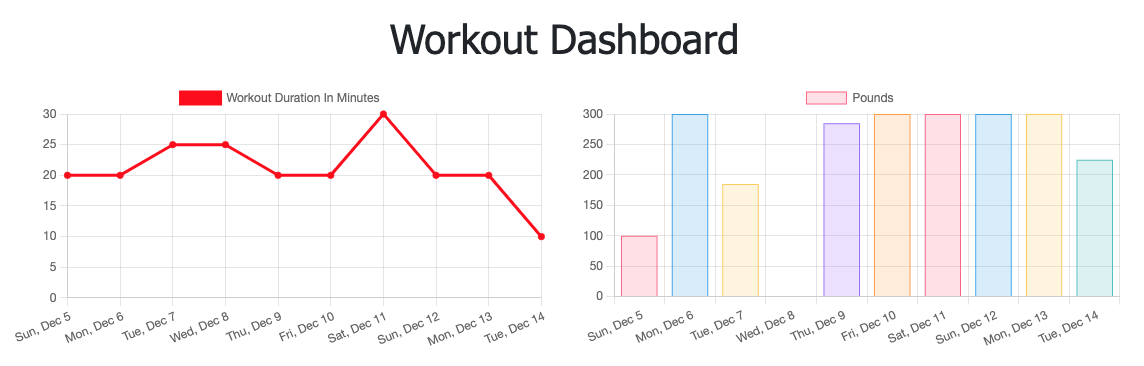 Workout Dashboard
Workout Duration In Minutes
30
25
20
15
10
5
0
Sun, Dec 5
Mon, Dec 6
Tue, Dec 7
Wed, Dec 8
Thu, Dec 9
Fri, Dec 10
Sat, Dec 11
Sun, Dec 12
Mon, Dec 13
Tue, Dec 14
Pounds
300
250
200
150
100
50
0
Sun, Dec 5
Mon, Dec 6
Tue, Dec 7
Wed, Dec 8
Thu, Dec 9
Fri, Dec 10
Sat, Dec 11
Sun, Dec 12
Mon, Dec 13
Tue, Dec 14